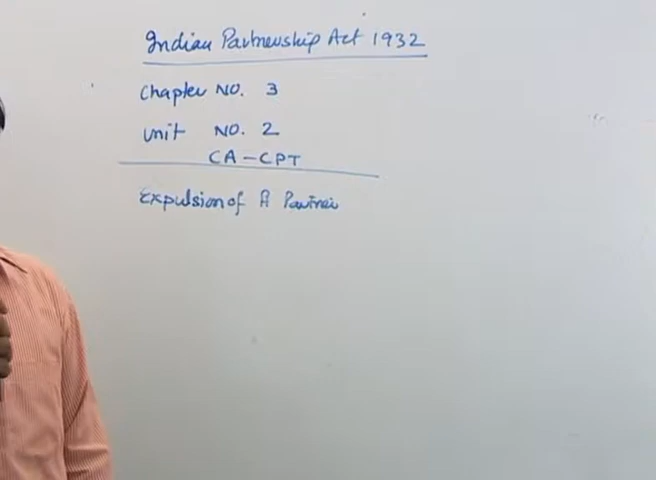 Indian Partnership Act 1932
Chapter NO. 3
Unit NO. 2
CA-CPT
Expulsion of A Partner